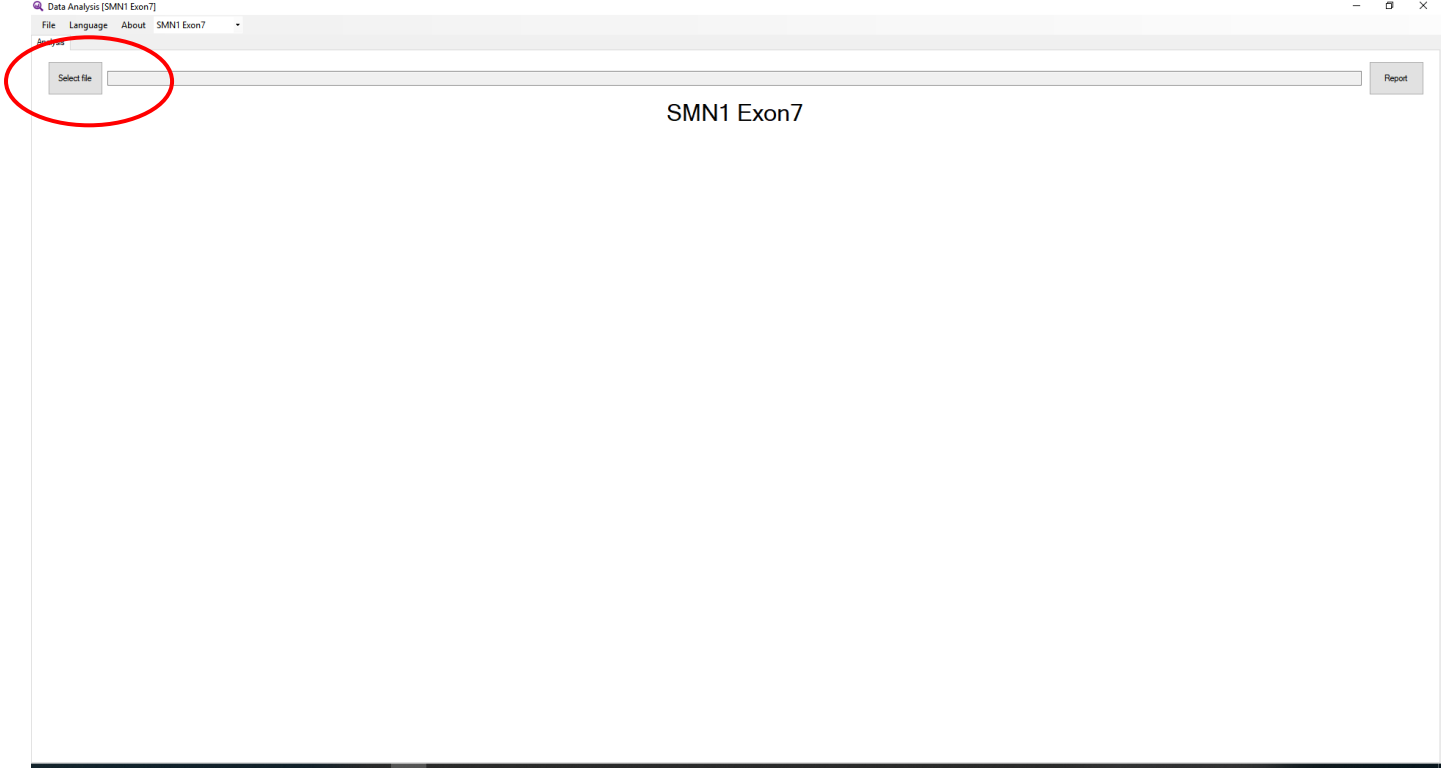 Data Analysis [SMN1 Exon7]
File Language About SMN1 Exon7
Analysis
Select file
Report
SMN1 Exon7